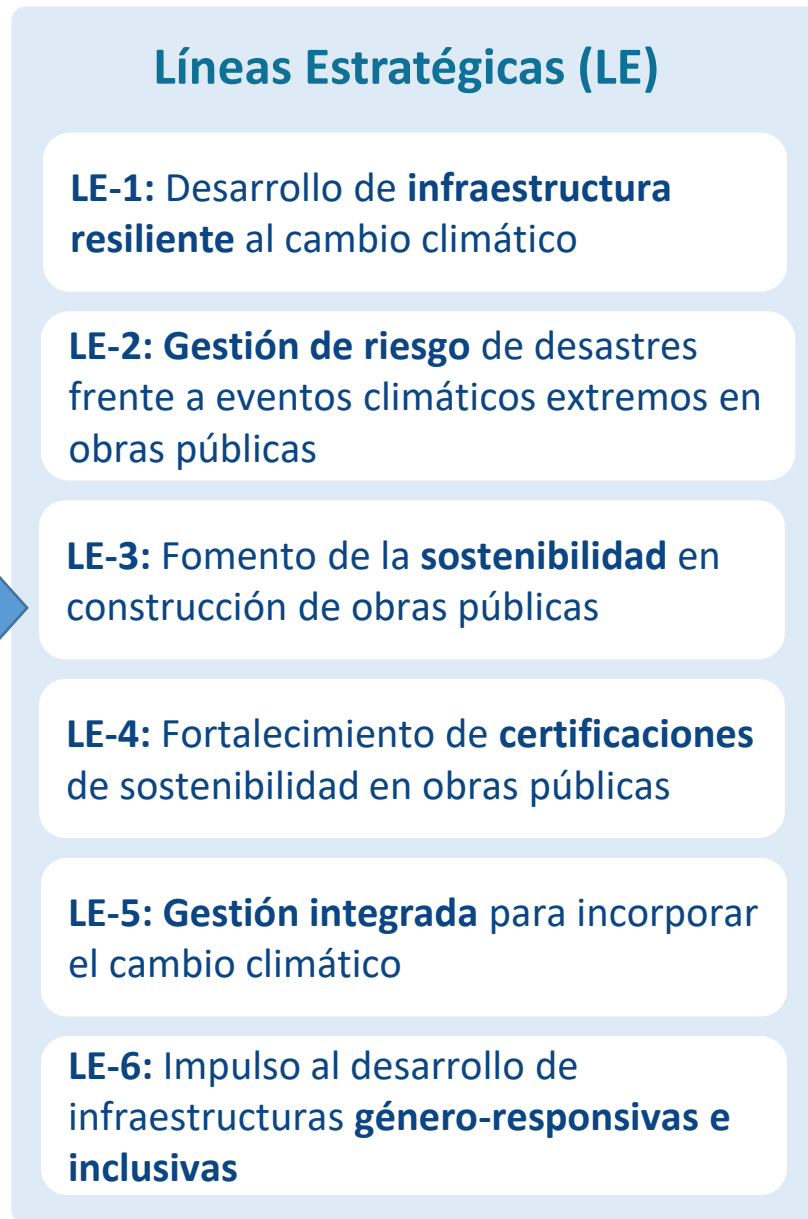 Líneas Estratégicas (LE)
LE-1: Desarrollo de infraestructura
resiliente al cambio climático
LE-2: Gestión de riesgo de desastres
frente a eventos climáticos extremos en
obras públicas
LE-3: Fomento de la sostenibilidad en
construcción de obras públicas
LE-4: Fortalecimiento de certificaciones
de sostenibilidad en obras públicas
LE-5: Gestión integrada para incorporar
el cambio climático
LE-6: Impulso al desarrollo de
infraestructuras género-responsivas e
inclusivas